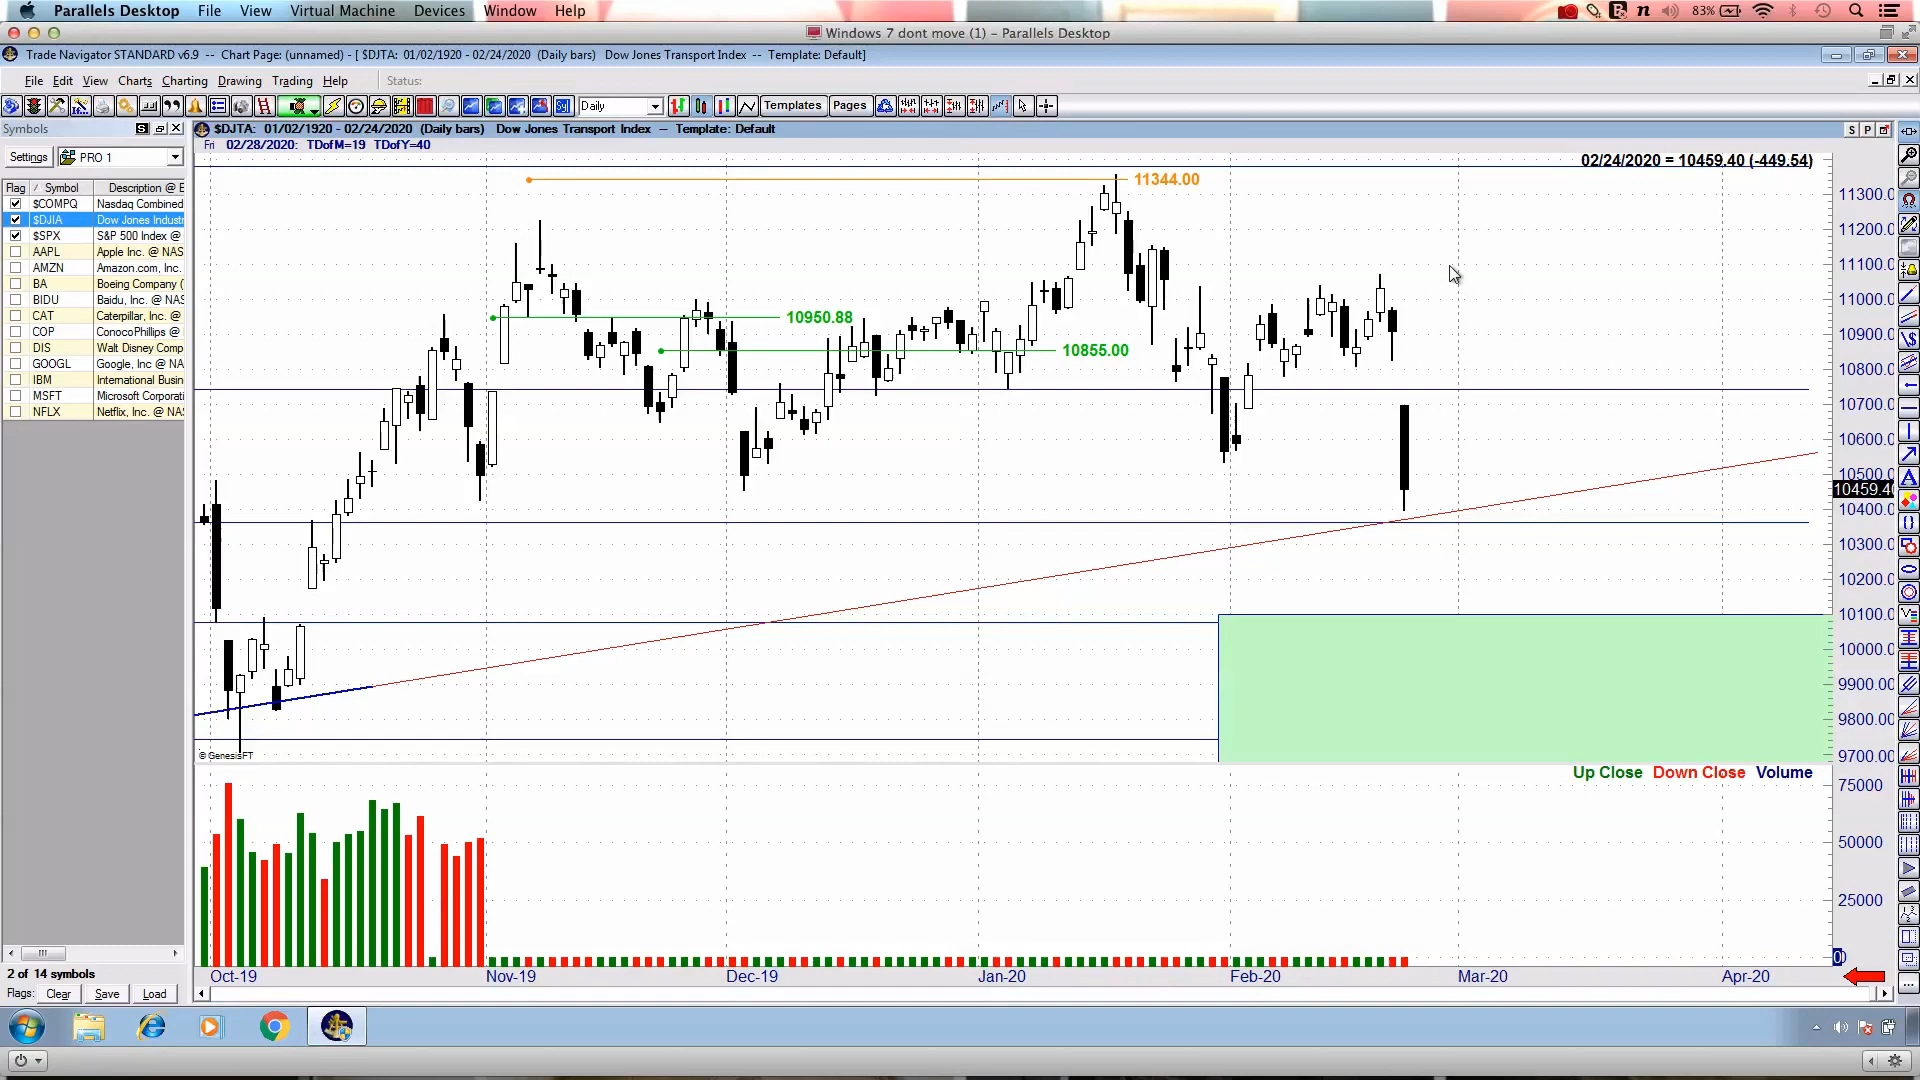 Parallels Desktop File View Virtual Machine Devices Window Help 83%
Windows 7 dont move (1) - Parallels Desktop
Trade Navigator STANDARD v6.9 -- Chart Page: (unnamed) - [ $DJTA: 01/02/1920 - 02/24/2020 (Daily bars) Dow Jones Transport Index -- Template: Default]
File Edit View Charts Charting Drawing Trading Help Status:
Daily Templates Pages
Symbols
$DJTA: 01/02/1920 - 02/24/2020 (Daily bars) Dow Jones Transport Index -- Template: Default
S P
Fri 02/28/2020: TDofM=19 TDofY=40
Settings PRO 1
02/24/2020 = 10459.40 (-449.54)
Flag / Symbol Description @ E
$COMPQ Nasdaq Combined
$DJIA Dow Jones Industr
$SPX S&P 500 Index @
AAPL Apple Inc. @ NAS
AMZN Amazon.com, Inc.
BA Boeing Company (
BIDU Baidu, Inc. @ NAS
CAT Caterpillar, Inc. @
COP ConocoPhillips @
DIS Walt Disney Comp
GOOGL Google, Inc @ NA
IBM International Busin
MSFT Microsoft Corporati
NFLX Netflix, Inc. @ NAS
11344.00
10950.88
10855.00
11300.0
11200.0
11100.0
11000.0
10900.0
10800.0
10700.0
10600.0
10500.0
10459.4
10400.0
10300.0
10200.0
10100.0
10000.0
9900.00
9800.00
9700.00
© GenesisFT
Up Close Down Close Volume
75000
50000
25000
0
Oct-19 Nov-19 Dec-19 Jan-20 Feb-20 Mar-20 Apr-20
2 of 14 symbols
Flags: Clear Save Load